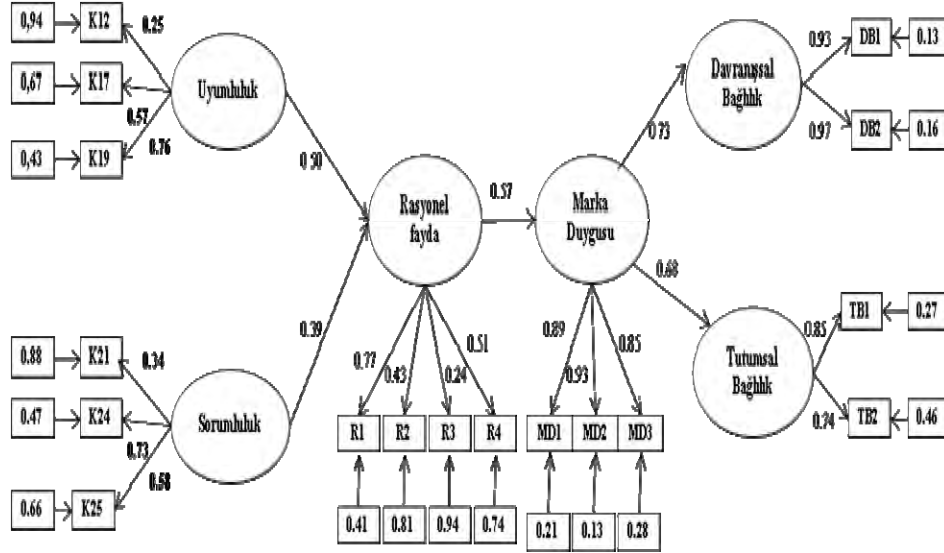 0,94
K12
0.25
0,67
K17
0.57
0,43
K19
0.76
Uyumluluk
0.50
0.88
K21
0.34
0.47
K24
0.73
0.66
K25
0.58
Sorumluluk
0.39
Rasyonel
fayda
0.57
0.77
0.43
0.24
0.51
R1
R2
R3
R4
0.41
0.81
0.94
0.74
Marka
Duygusu
0.89
0.93
0.85
MD1
MD2
MD3
0.21
0.13
0.28
0.73
0.68
Davranışsal
Bağlılık
0.93
DB1
0.13
0.97
DB2
0.16
Tutumsal
Bağlılık
0.85
TB1
0.27
0.74
TB2
0.46